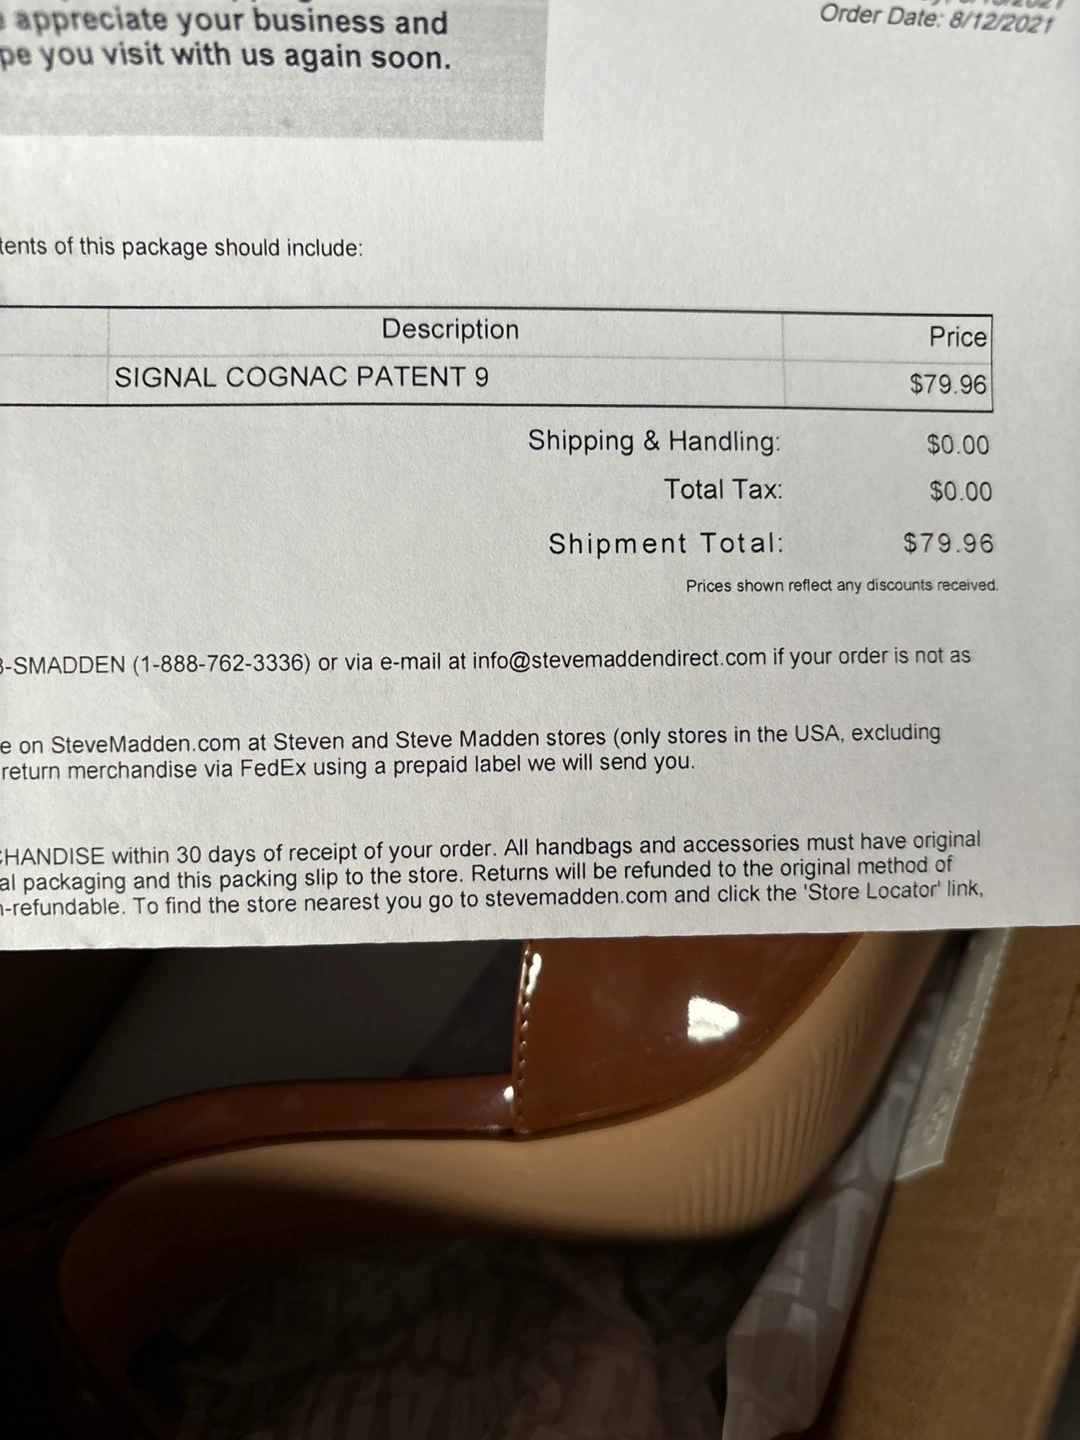 appreciate your business and
pe you visit with us again soon.
Order Date: 8/12/2021
tents of this package should include:
Description Price
SIGNAL COGNAC PATENT 9 $79.96
Shipping & Handling: $0.00
Total Tax: $0.00
Shipment Total: $79.96
Prices shown reflect any discounts received.
-SMADDEN (1-888-762-3336) or via e-mail at info@stevemaddendirect.com if your order is not as
e on SteveMadden.com at Steven and Steve Madden stores (only stores in the USA, excluding
return merchandise via FedEx using a prepaid label we will send you.
CHANDISE within 30 days of receipt of your order. All handbags and accessories must have original
al packaging and this packing slip to the store. Returns will be refunded to the original method of
-refundable. To find the store nearest you go to stevemadden.com and click the 'Store Locator' link,